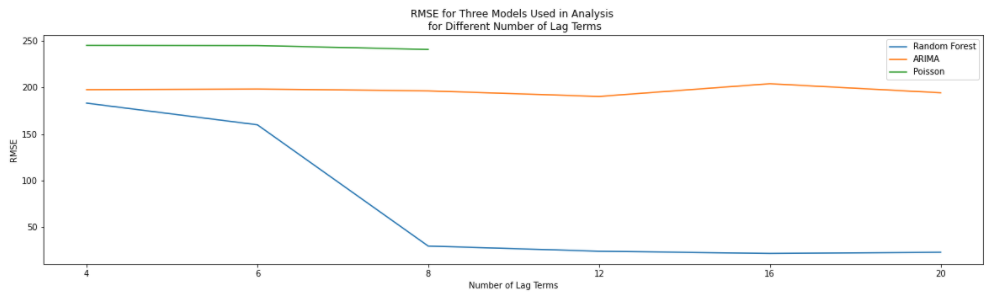 RMSE for Three Models Used in Analysis
for Different Number of Lag Terms
Random Forest
ARIMA
Poisson
250
200
150
100
50
RMSE
4 6 8 12 16 20
Number of Lag Terms